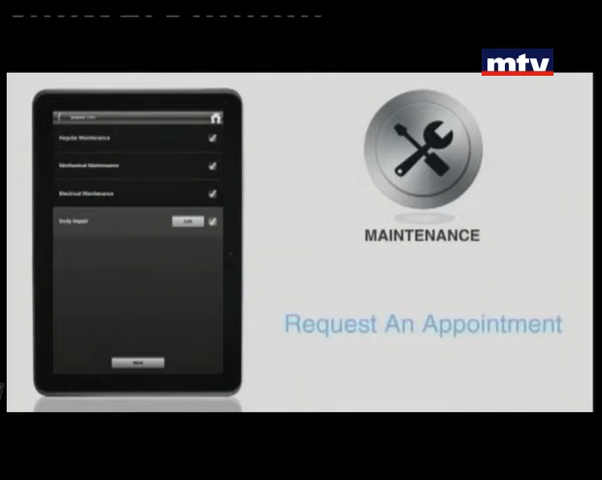 mtv
Regular Maintenance
Mechanical Maintenance
Electrical Maintenance
Body Repair
MAINTENANCE
Request An Appointment